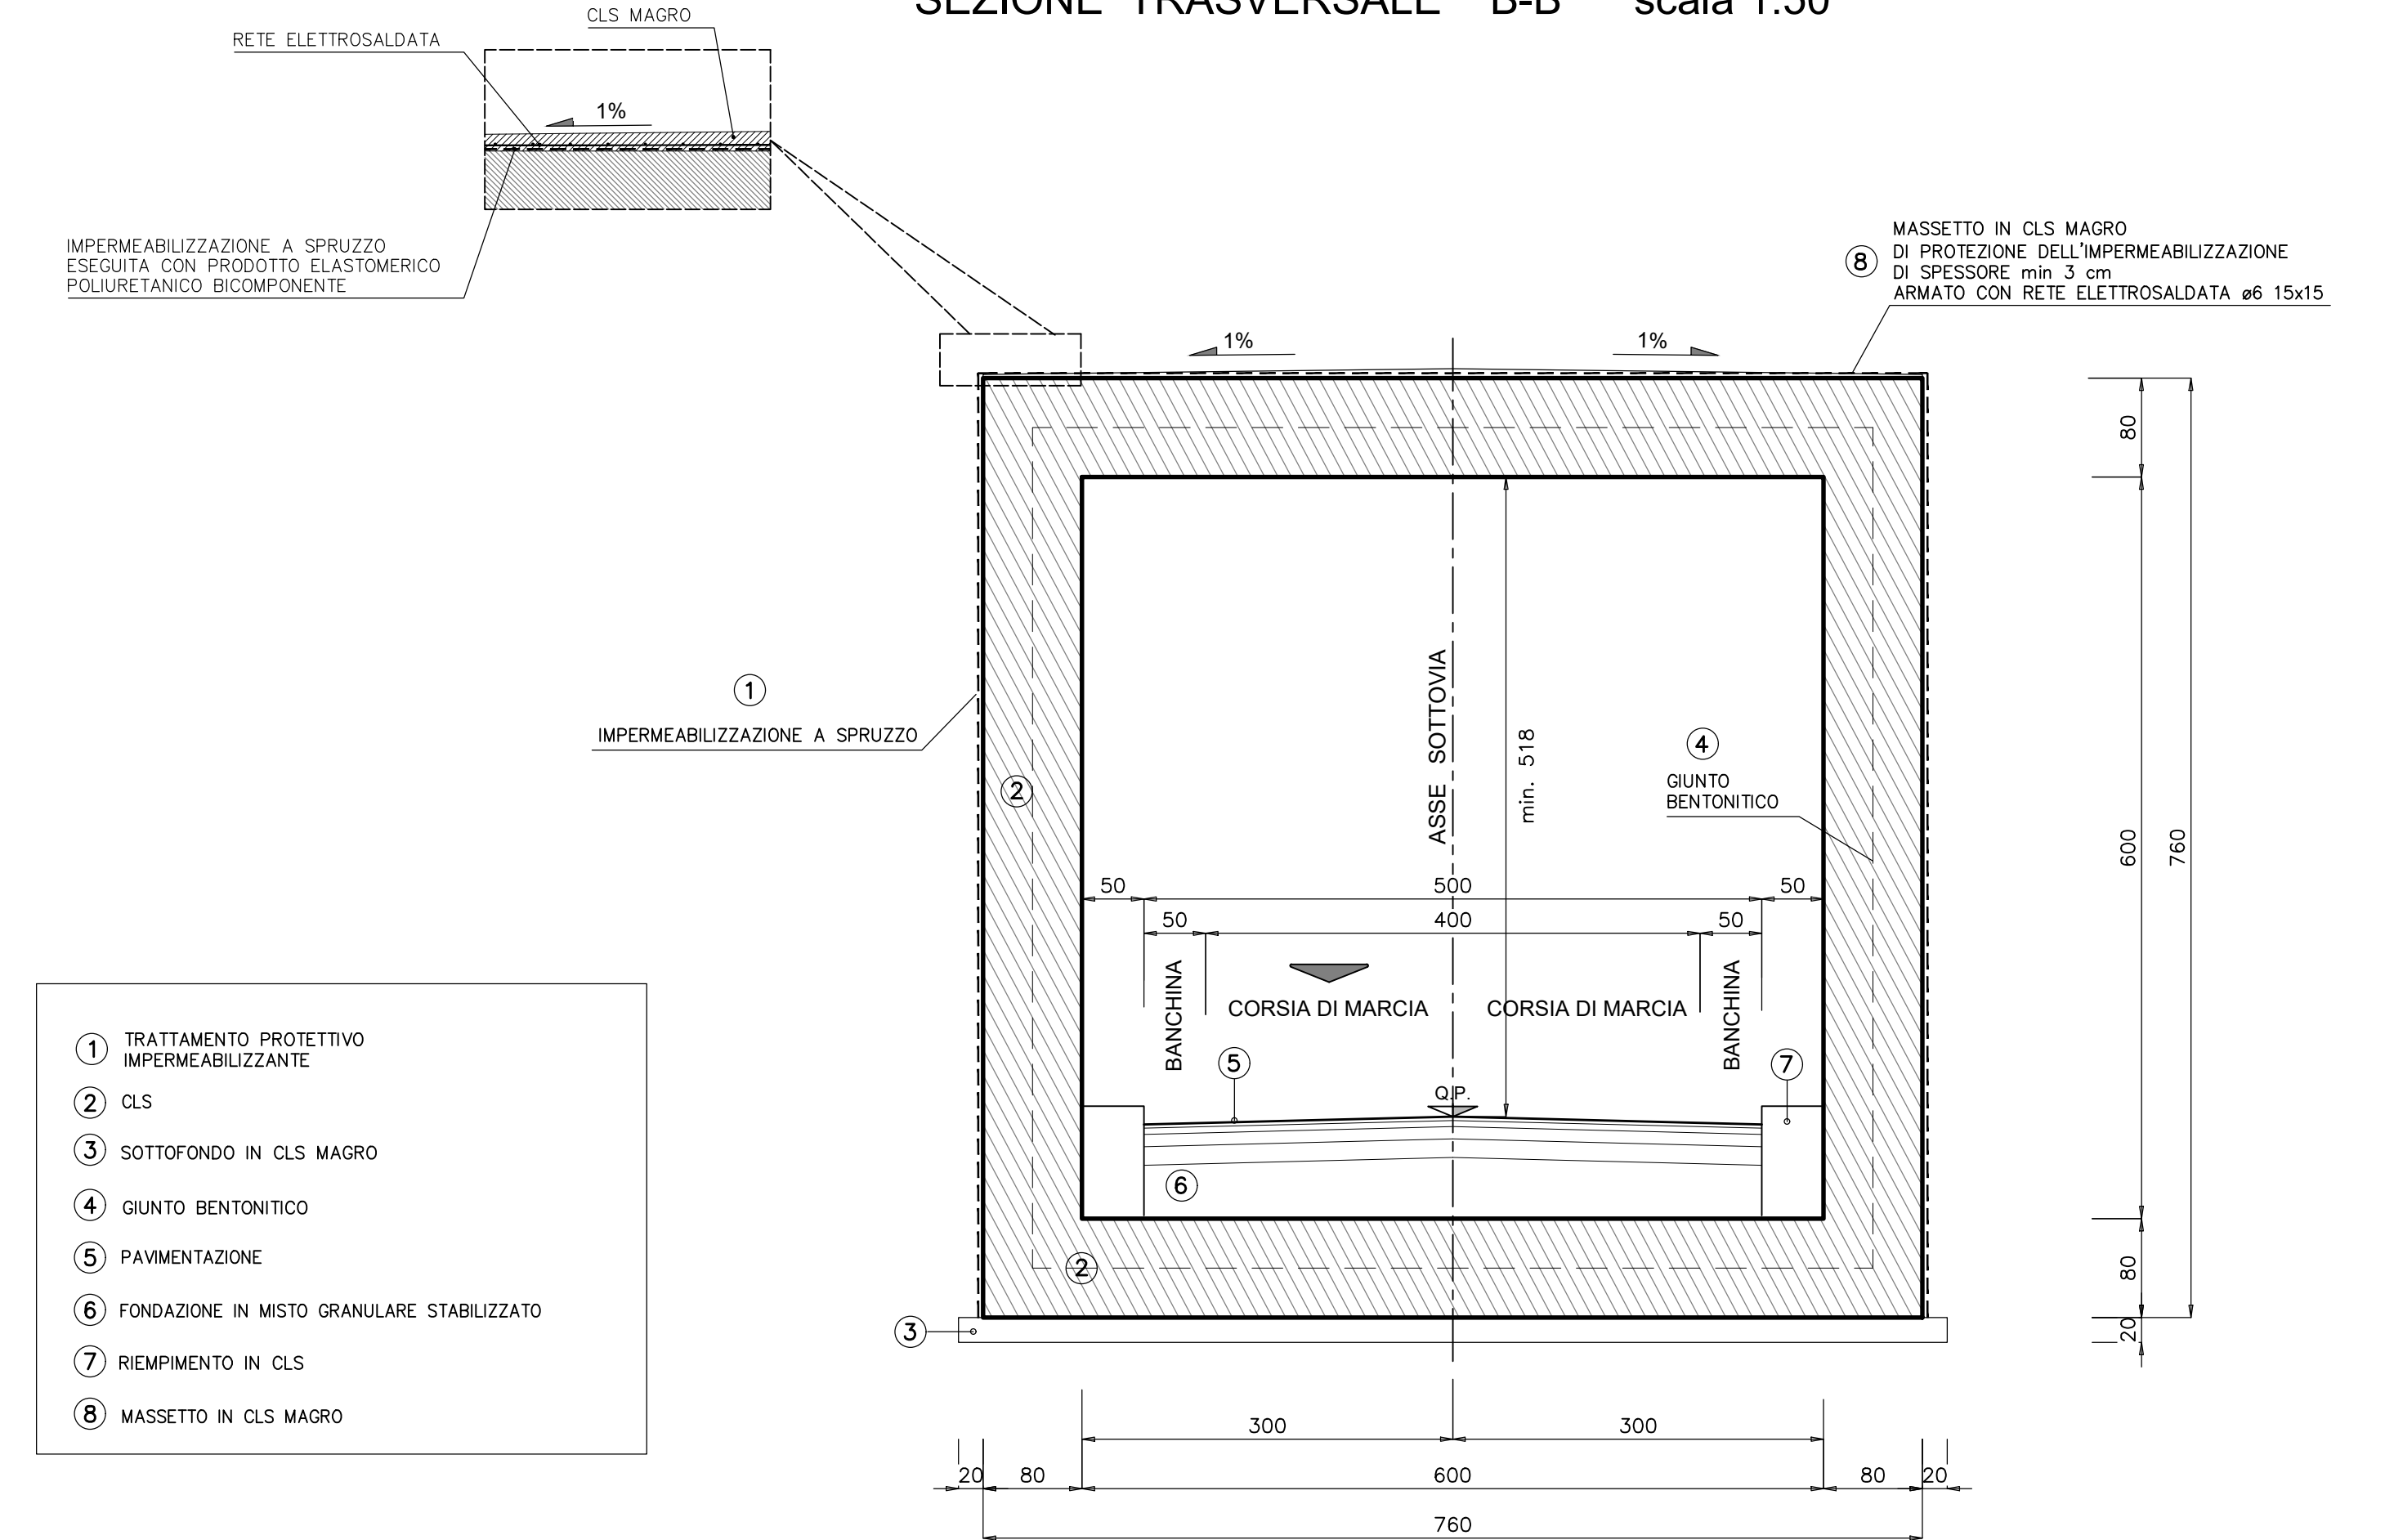 SEZIONE TRASVERSALE B-B scala 1:50
CLS MAGRO
RETE ELETTROSALDATA
1%
IMPERMEABILIZZAZIONE A SPRUZZO
ESEGUITA CON PRODOTTO ELASTOMERICO
POLIURETANICO BICOMPONENTE
8
MASSETTO IN CLS MAGRO
DI PROTEZIONE DELL'IMPERMEABILIZZAZIONE
DI SPESSORE min 3 cm
ARMATO CON RETE ELETTROSALDATA ø6 15x15
1%
1%
80
600
760
80
20
1
IMPERMEABILIZZAZIONE A SPRUZZO
2
ASSE SOTTOVIA
min. 518
4
GIUNTO
BENTONITICO
50
500
50
50
400
50
BANCHINA
CORSIA DI MARCIA
CORSIA DI MARCIA
BANCHINA
5
7
Q.P.
6
2
3
300
300
20
80
600
80
20
760
1
TRATTAMENTO PROTETTIVO
IMPERMEABILIZZANTE
2 CLS
3 SOTTOFONDO IN CLS MAGRO
4 GIUNTO BENTONITICO
5 PAVIMENTAZIONE
6 FONDAZIONE IN MISTO GRANULARE STABILIZZATO
7 RIEMPIMENTO IN CLS
8 MASSETTO IN CLS MAGRO